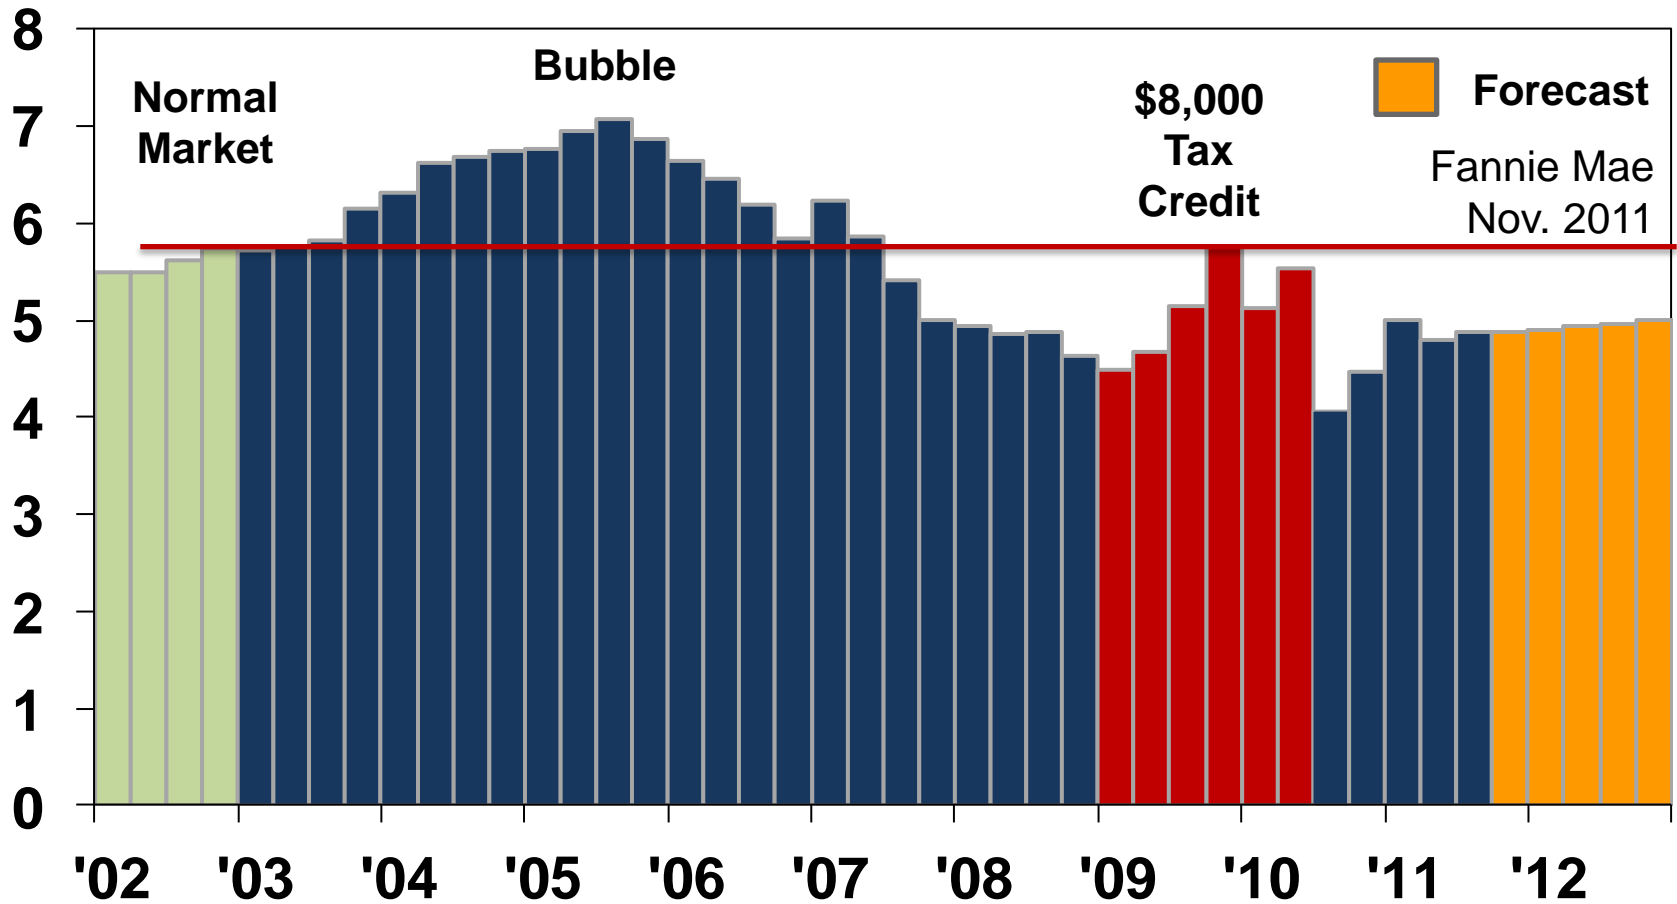 8
7
6
5
4
3
2
1
0
Normal
Market
Bubble
$8,000
Tax
Credit
Forecast
Fannie Mae
Nov. 2011
'02 '03 '04 '05 '06 '07 '08 '09 '10 '11 '12